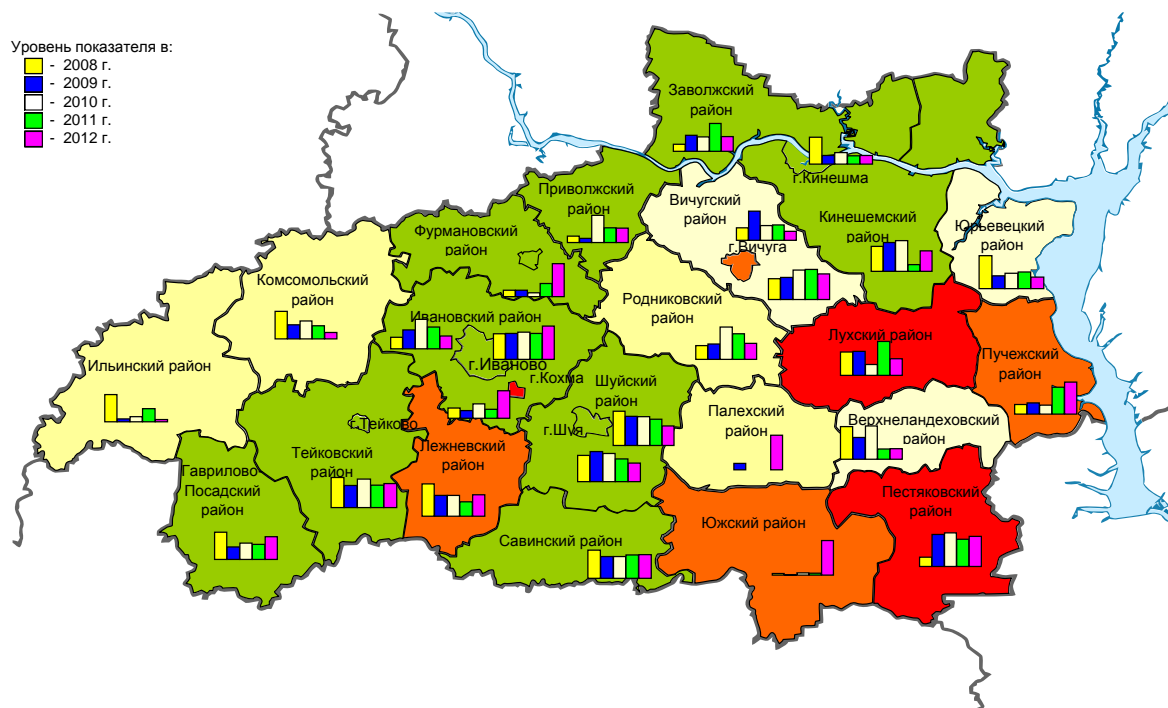 Уровень показателя в:
- 2008 г.
- 2009 г.
- 2010 г.
- 2011 г.
- 2012 г.
Заволжский
район
г.Кинешма
Приволжский
район
Вичугский
район
Кинешемский
район
Юрьевецкий
район
Фурмановский
район
г.Вичуга
Комсомольский
район
Родниковский
район
Ивановский район
Лухский район
Пучежский
район
Ильинский район
г.Иваново
г.Кохма
Шуйский
район
Палехский
район
Верхнеландеховский
район
г.Тейково
г.Шуя
Лежневский
район
Тейковский
район
Гаврилово-
Посадский
район
Пестяковский
район
Южский район
Савинский район